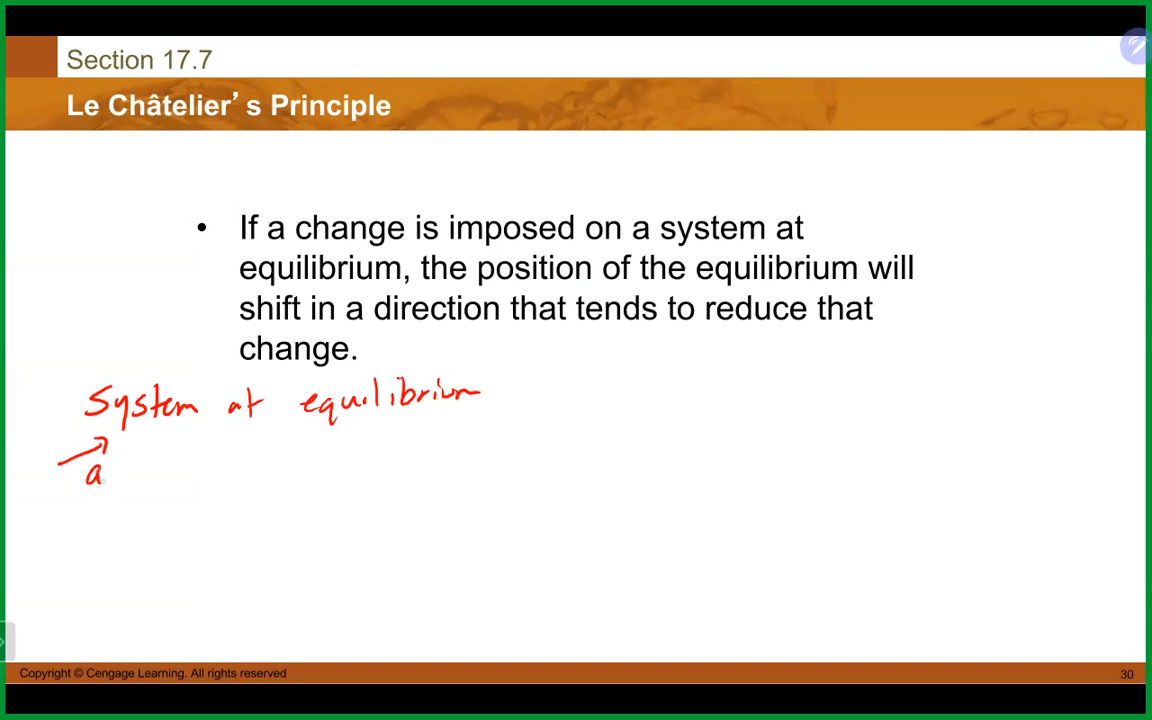 Section 17.7
Le Châtelier’s Principle
• If a change is imposed on a system at
equilibrium, the position of the equilibrium will
shift in a direction that tends to reduce that
change.
System at equilibrium
a
Copyright © Cengage Learning. All rights reserved
30